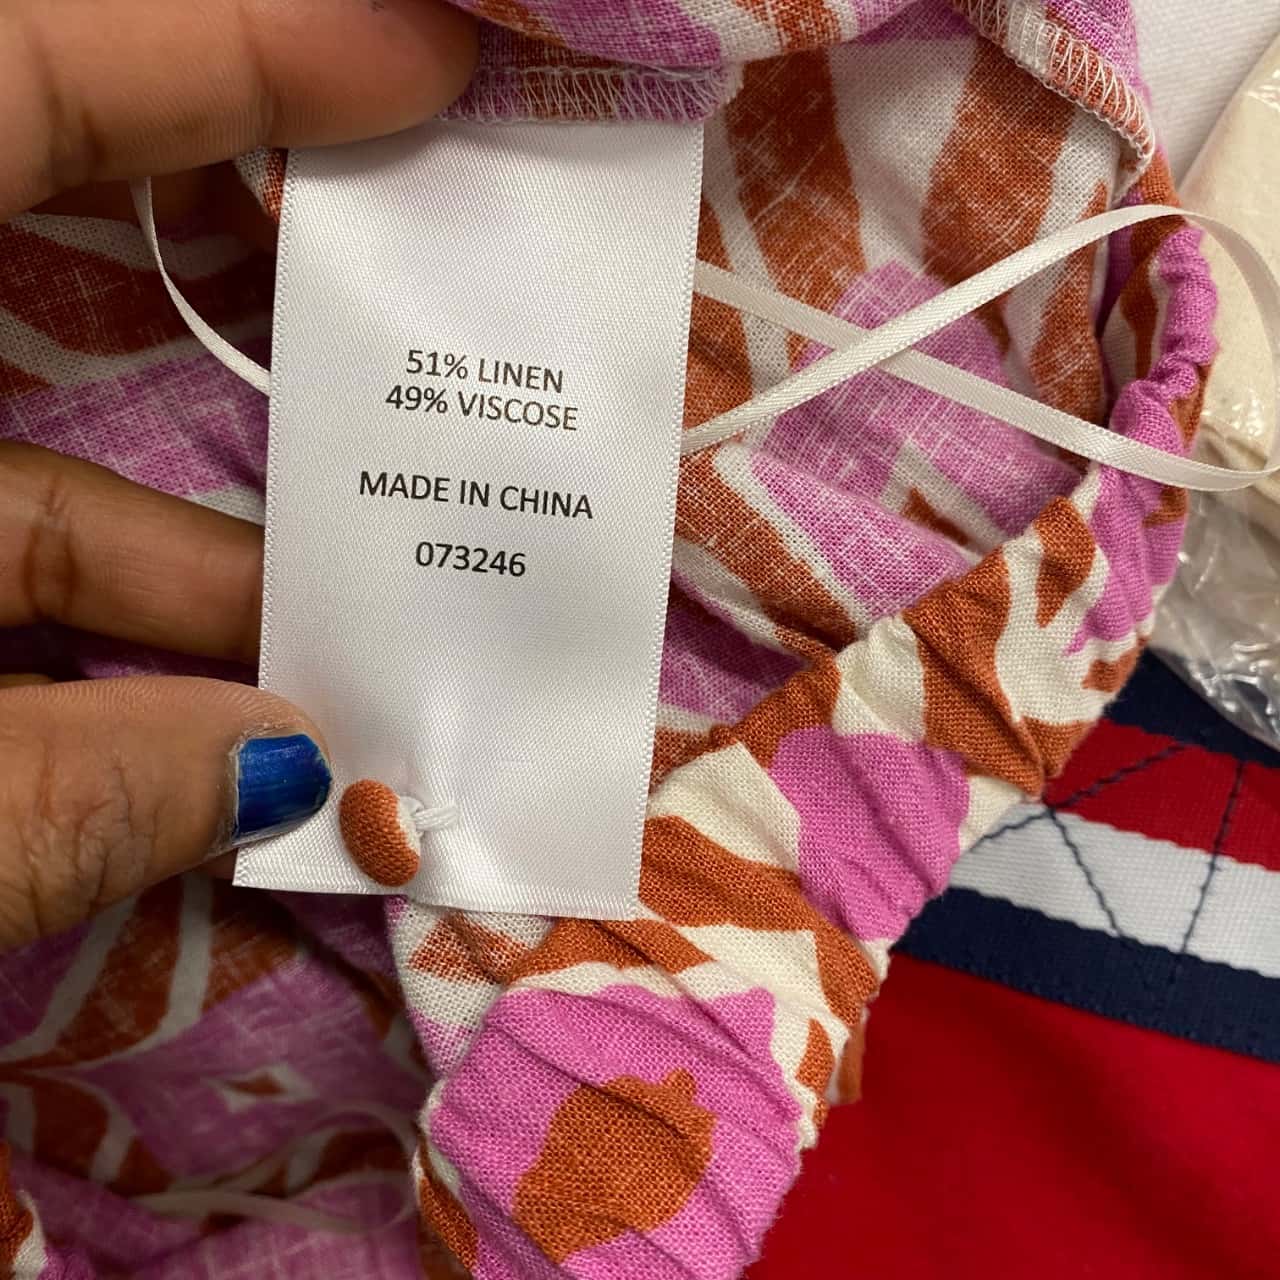 51% LINEN
49% VISCOSE
MADE IN CHINA
073246